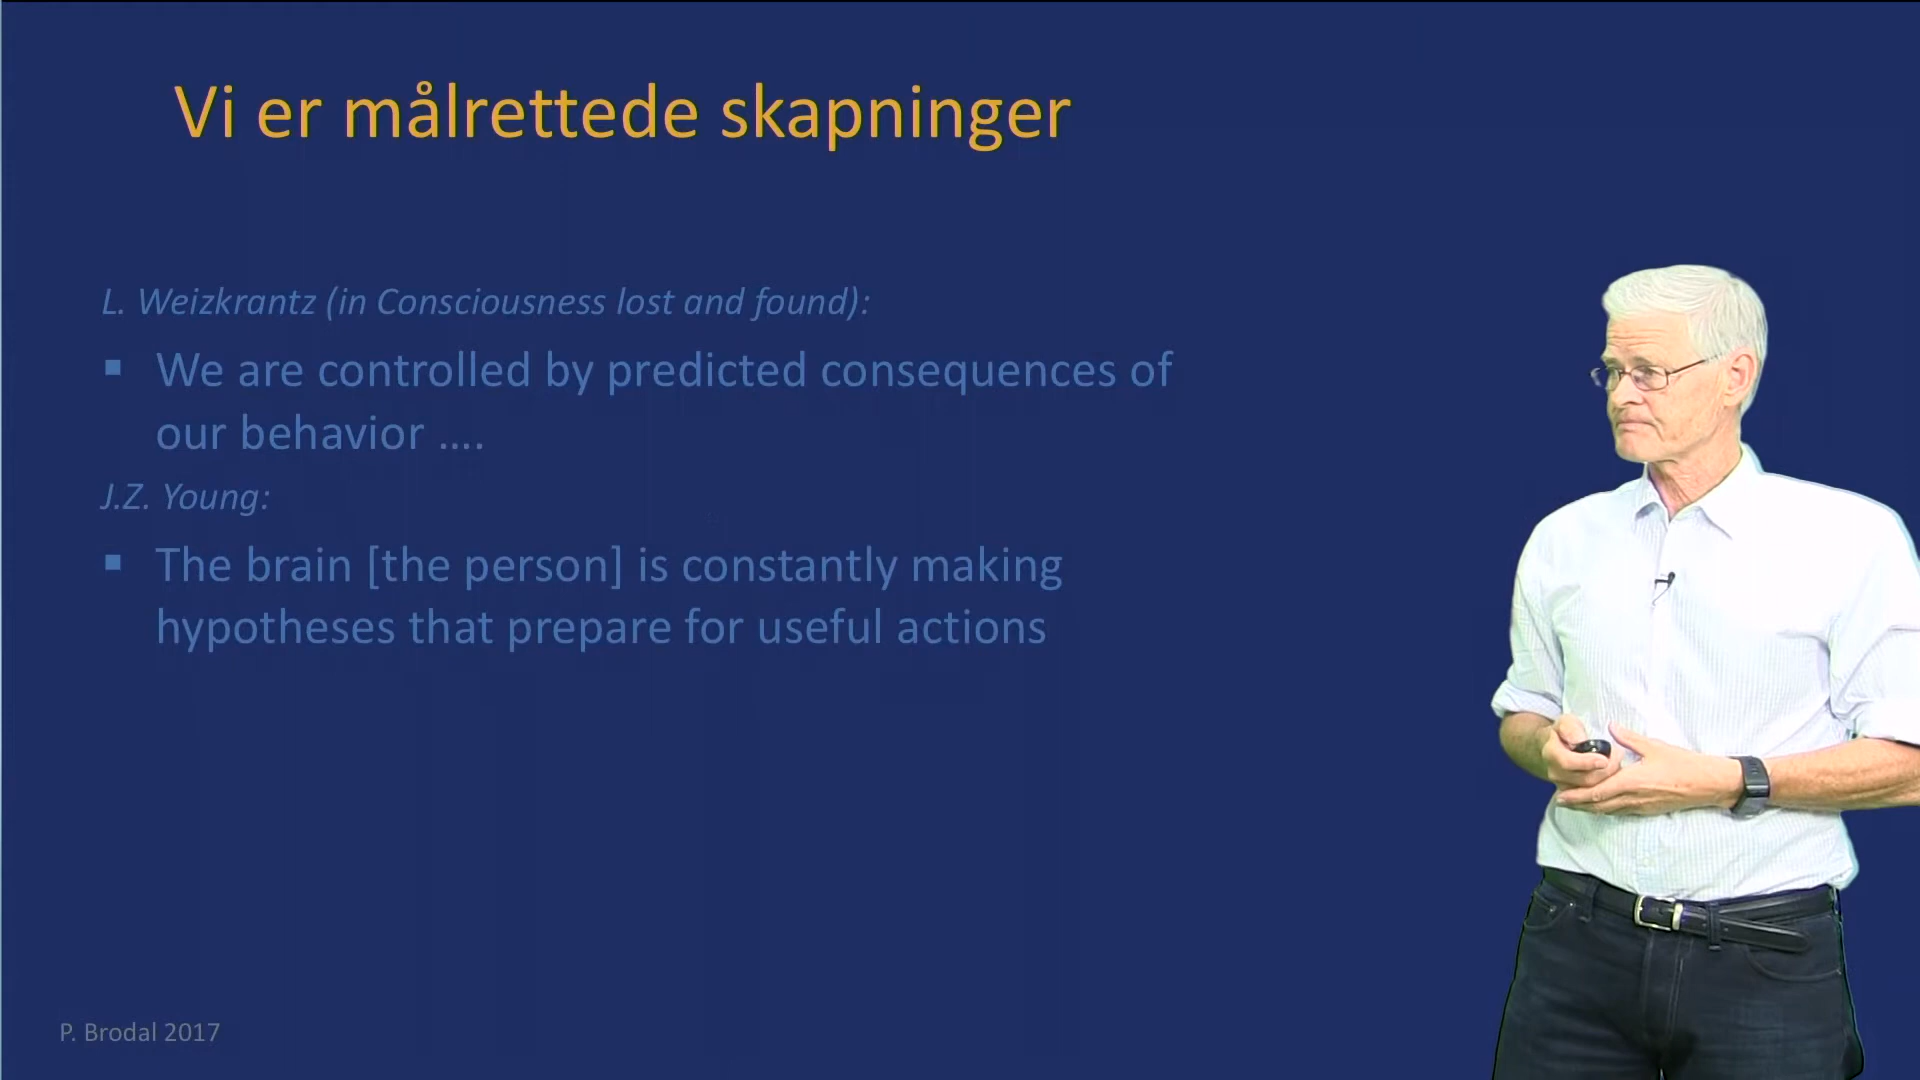 Vi er målrettede skapninger
L. Weizkrantz (in Consciousness lost and found):
▪ We are controlled by predicted consequences of
our behavior ....
J.Z. Young:
▪ The brain [the person] is constantly making
hypotheses that prepare for useful actions
P. Brodal 2017